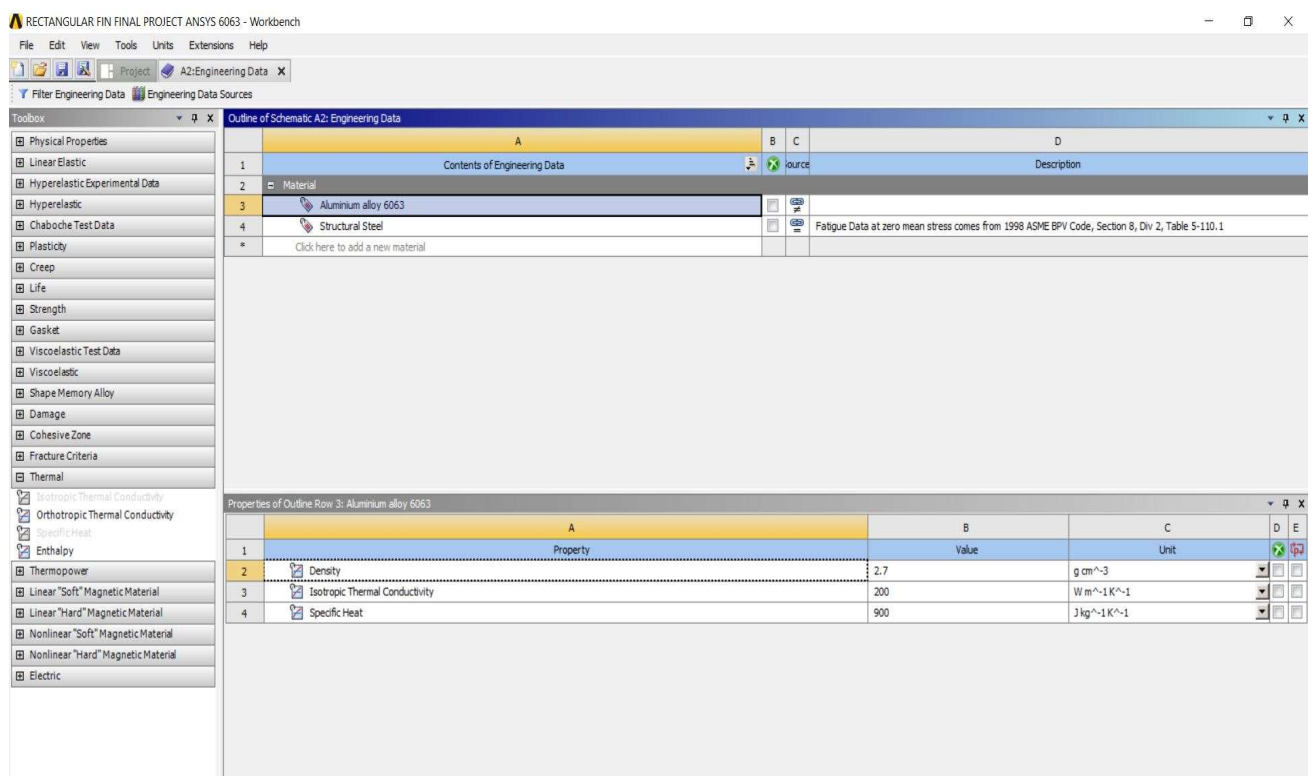 RECTANGULAR FIN FINAL PROJECT ANSYS 6063 - Workbench
File Edit View Tools Units Extensions Help
Project A2:Engineering Data X
Filter Engineering Data Engineering Data Sources
Toolbox
Physical Properties
Linear Elastic
Hyperelastic Experimental Data
Hyperelastic
Chaboche Test Data
Plasticity
Creep
Life
Strength
Gasket
Viscoelastic Test Data
Viscoelastic
Shape Memory Alloy
Damage
Cohesive Zone
Fracture Criteria
Thermal
Isotropic Thermal Conductivity
Orthotropic Thermal Conductivity
Specific Heat
Enthalpy
Thermopower
Linear "Soft" Magnetic Material
Linear "Hard" Magnetic Material
Nonlinear "Soft" Magnetic Material
Nonlinear "Hard" Magnetic Material
Electric
Outline of Schematic A2: Engineering Data
A B C D
1 Contents of Engineering Data ource Description
2 Material
3 Aluminium alloy 6063
4 Structural Steel Fatigue Data at zero mean stress comes from 1998 ASME BPV Code, Section 8, Div 2, Table 5-110.1
* Click here to add a new material
Properties of Outline Row 3: Aluminium alloy 6063
A B C D E
1 Property Value Unit
2 Density 2.7 g cm^-3
3 Isotropic Thermal Conductivity 200 W m^-1 K^-1
4 Specific Heat 900 J kg^-1 K^-1